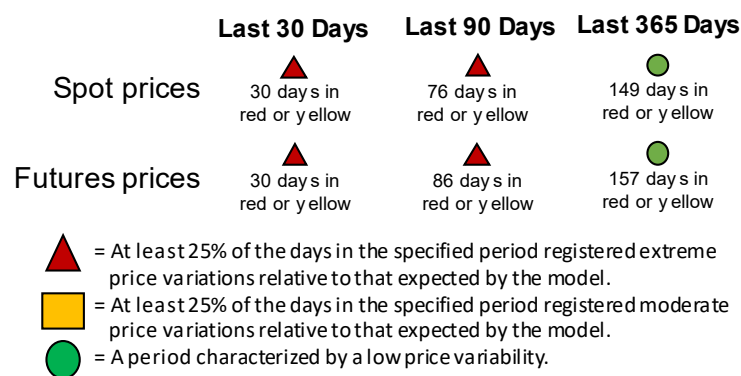 Last 30 Days Last 90 Days Last 365 Days
Spot prices
30 days in
red or yellow
76 days in
red or yellow
149 days in
red or yellow
Futures prices
30 days in
red or yellow
86 days in
red or yellow
157 days in
red or yellow
= At least 25% of the days in the specified period registered extreme
price variations relative to that expected by the model.
= At least 25% of the days in the specified period registered moderate
price variations relative to that expected by the model.
= A period characterized by a low price variability.